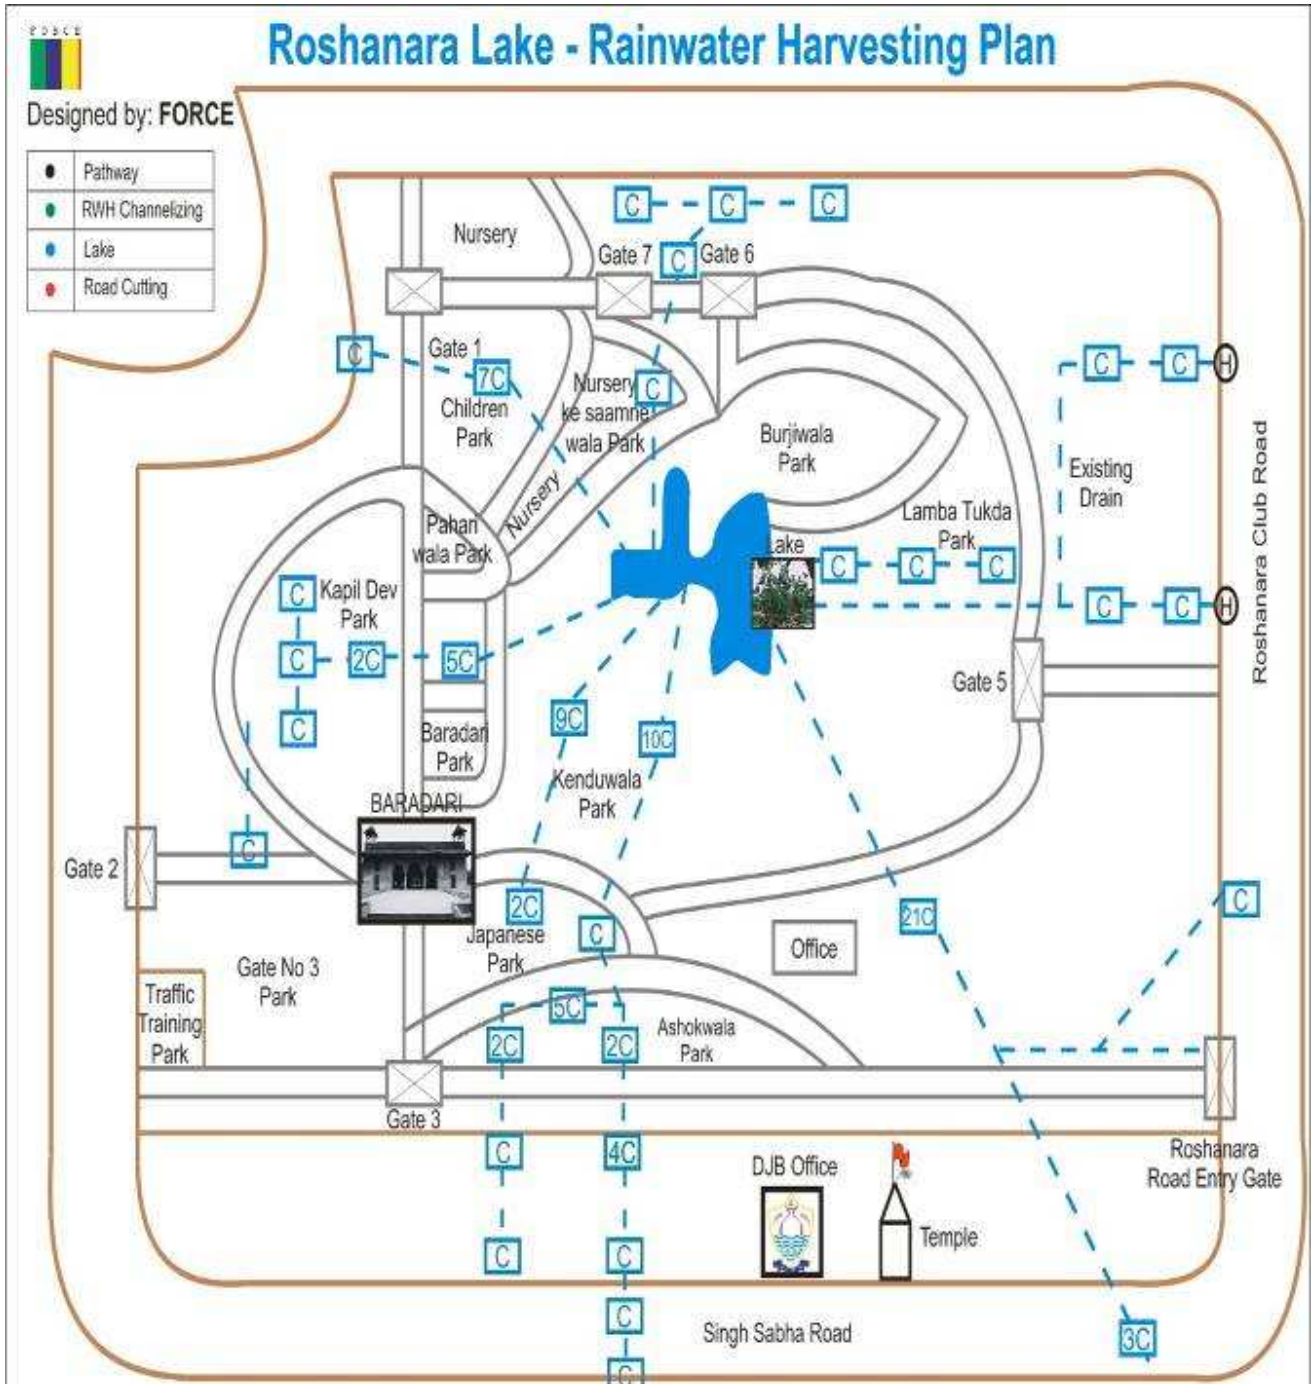 FORCE
Roshanara Lake - Rainwater Harvesting Plan
Designed by: FORCE
Pathway
RWH Channelizing
Lake
Road Cutting
C
C
C
Nursery
Gate 7
C
Gate 6
C
Gate 1
7C
Children
Park
Nursery
ke saamne
wala Park
C
Burjiwala
Park
C
C
H
Existing
Drain
Roshanara Club Road
Nursery
Pahari
wala Park
Lamba Tukda
Park
Lake
C
C
C
C
Kapil Dev
Park
C
C
H
C
2C
5C
C
Gate 5
9C
10C
Baradari
Park
Kenduwala
Park
BARADARI
C
Gate 2
2C
21C
C
Japanese
Park
C
Office
Gate No 3
Park
Traffic
Training
Park
5C
2C
2C
Ashokwala
Park
Gate 3
C
4C
DJB Office
Roshanara
Road Entry Gate
Temple
C
C
C
Singh Sabha Road
3C
C